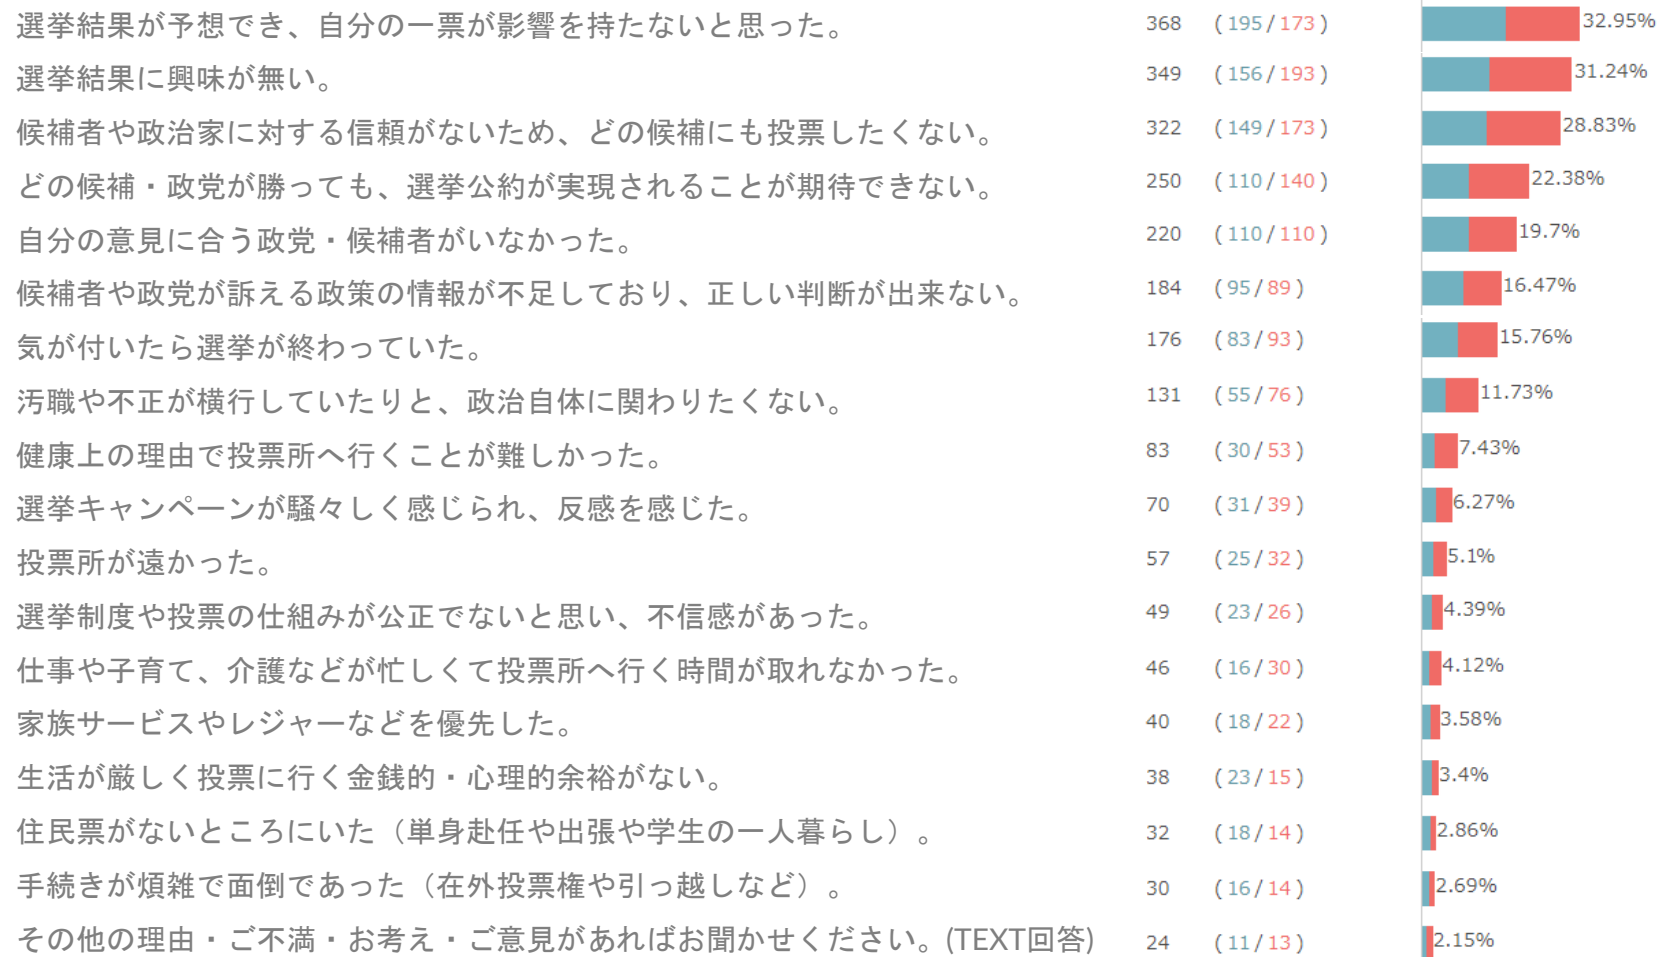 選挙結果が予想でき、自分の一票が影響を持たないと思った。 368 (195/173) 32.95%
選挙結果に興味が無い。 349 (156/193) 31.24%
候補者や政治家に対する信頼がないため、どの候補にも投票したくない。 322 (149/173) 28.83%
どの候補・政党が勝っても、選挙公約が実現されることが期待できない。 250 (110/140) 22.38%
自分の意見に合う政党・候補者がいなかった。 220 (110/110) 19.7%
候補者や政党が訴える政策の情報が不足しており、正しい判断が出来ない。 184 (95/89) 16.47%
気が付いたら選挙が終わっていた。 176 (83/93) 15.76%
汚職や不正が横行していたりと、政治自体に関わりたくない。 131 (55/76) 11.73%
健康上の理由で投票所へ行くことが難しかった。 83 (30/53) 7.43%
選挙キャンペーンが騒々しく感じられ、反感を感じた。 70 (31/39) 6.27%
投票所が遠かった。 57 (25/32) 5.1%
選挙制度や投票の仕組みが公正でないと思い、不信感があった。 49 (23/26) 4.39%
仕事や子育て、介護などが忙しくて投票所へ行く時間が取れなかった。 46 (16/30) 4.12%
家族サービスやレジャーなどを優先した。 40 (18/22) 3.58%
生活が厳しく投票に行く金銭的・心理的余裕がない。 38 (23/15) 3.4%
住民票がないところにいた（単身赴任や出張や学生の一人暮らし）。 32 (18/14) 2.86%
手続きが煩雑で面倒であった（在外投票権や引っ越しなど）。 30 (16/14) 2.69%
その他の理由・ご不満・お考え・ご意見があればお聞かせください。(TEXT回答) 24 (11/13) 2.15%